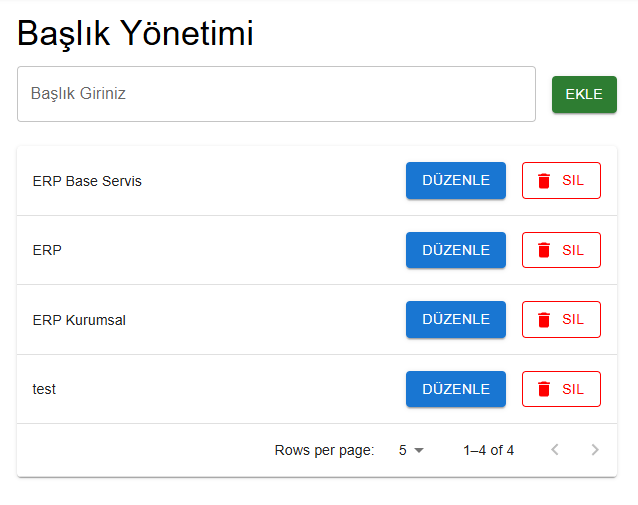 Başlık Yönetimi
Başlık Giriniz
EKLE
ERP Base Servis DÜZENLE SIL
ERP DÜZENLE SIL
ERP Kurumsal DÜZENLE SIL
test DÜZENLE SIL
Rows per page: 5 1–4 of 4